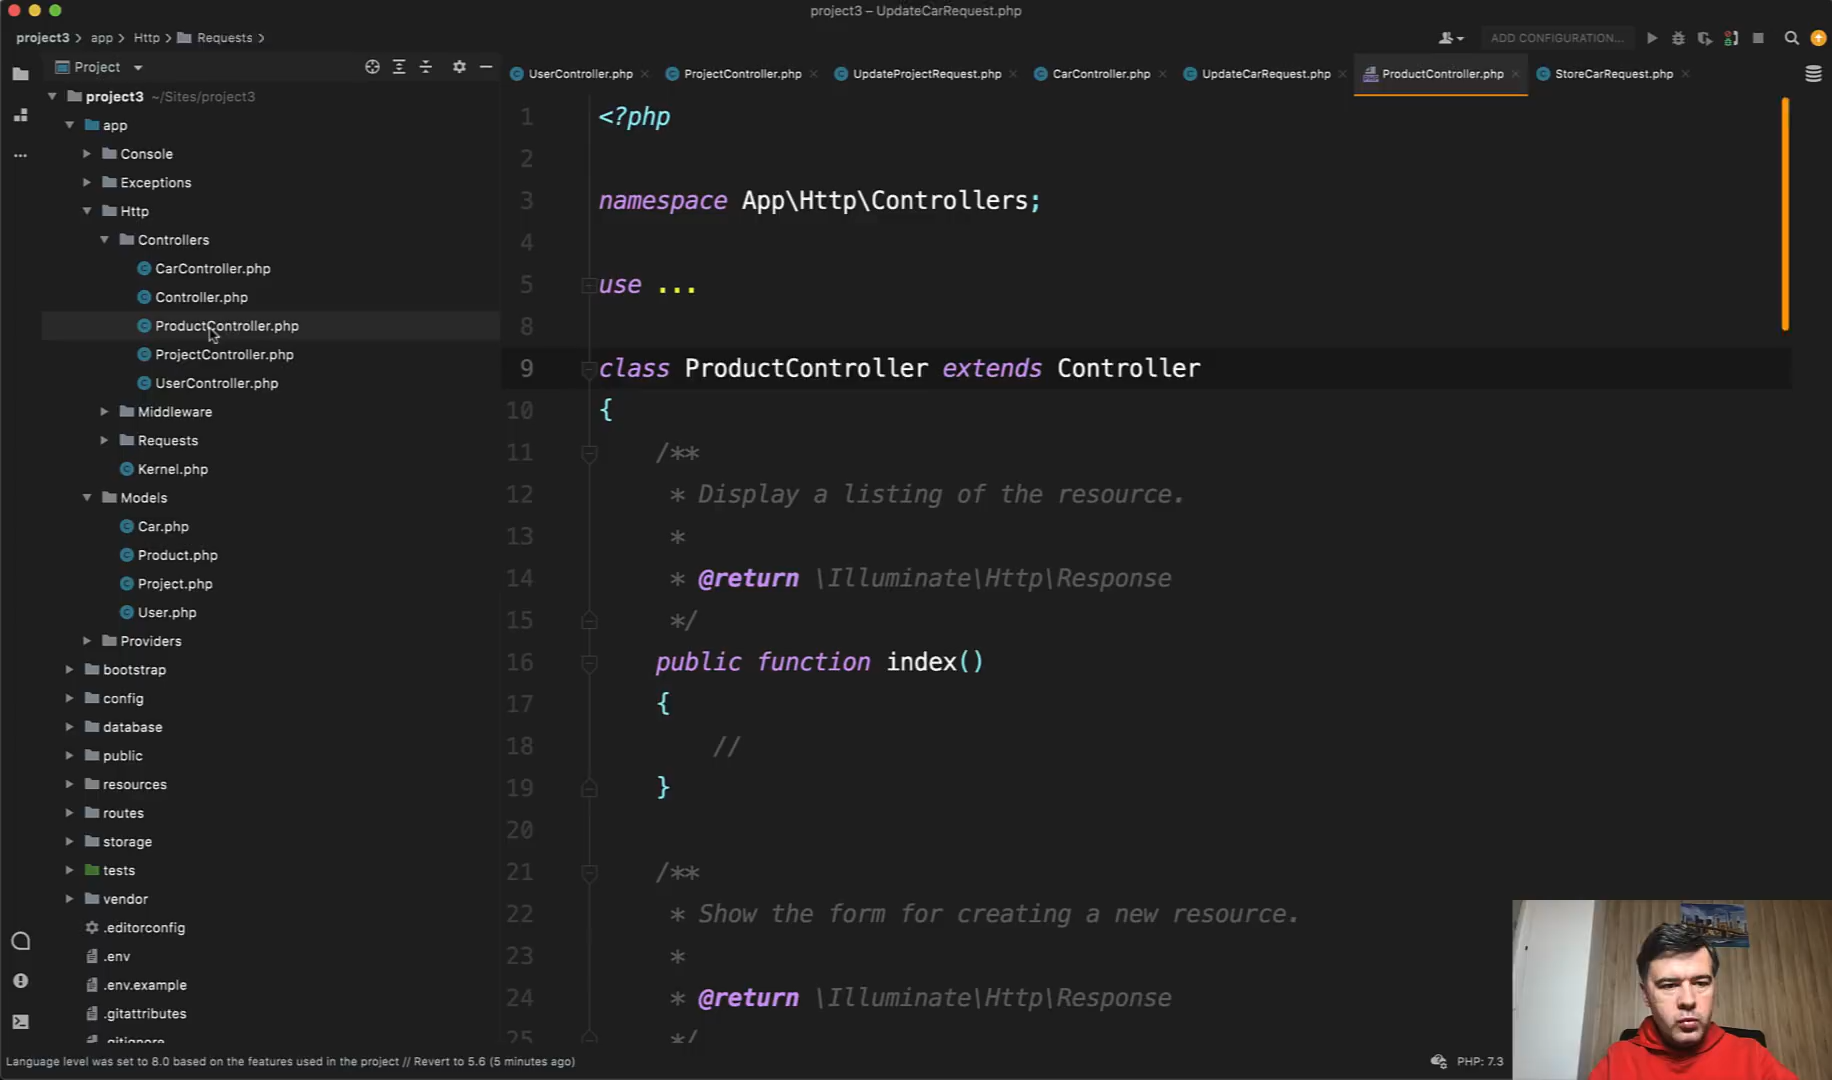 project3 – UpdateCarRequest.php
project3 > app > Http > Requests >
ADD CONFIGURATION...
Project
UserController.php
ProjectController.php
UpdateProjectRequest.php
CarController.php
UpdateCarRequest.php
ProductController.php
StoreCarRequest.php
project3 ~/Sites/project3
app
Console
Exceptions
Http
Controllers
CarController.php
Controller.php
ProductController.php
ProjectController.php
UserController.php
Middleware
Requests
Kernel.php
Models
Car.php
Product.php
Project.php
User.php
Providers
bootstrap
config
database
public
resources
routes
storage
tests
vendor
.editorconfig
.env
.env.example
.gitattributes
.gitignore
1 <?php
2
3 namespace App\Http\Controllers;
4
5 use ...
8
9 class ProductController extends Controller
10 {
11 /**
12 * Display a listing of the resource.
13 *
14 * @return \Illuminate\Http\Response
15 */
16 public function index()
17 {
18 //
19 }
20
21 /**
22 * Show the form for creating a new resource.
23 *
24 * @return \Illuminate\Http\Response
25 */
Language level was set to 8.0 based on the features used in the project // Revert to 5.6 (5 minutes ago)
PHP: 7.3